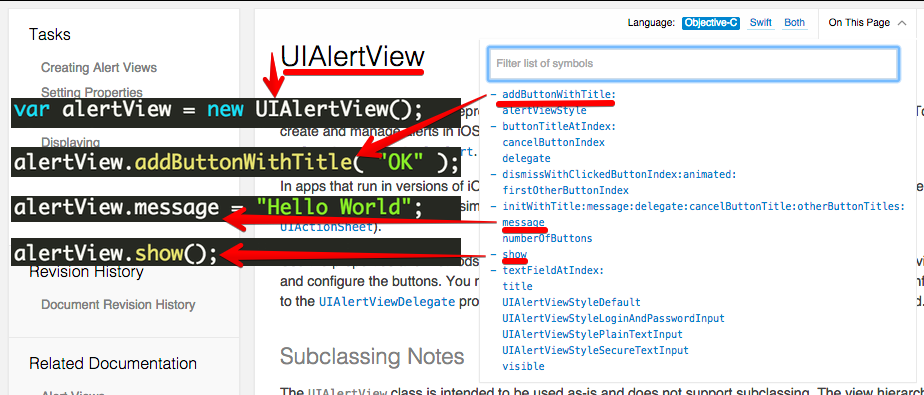 Language: Objective-C Swift Both On This Page
Tasks
Creating Alert Views
Setting Properties
var alertView = new UIAlertView();
Displaying
alertView.addButtonWithTitle( "OK" );
alertView.message = "Hello World";
alertView.show();
Revision History
Document Revision History
Related Documentation
Alert Views
UIAlertView
create and manage alerts in iOS
In apps that run in versions of
UIActionSheet).
and configure the buttons. You
to the UIAlertViewDelegate
Subclassing Notes
The UIAlertView class is intended to be used as-is and does not support subclassing. The view
Filter list of symbols
- addButtonWithTitle:
alertViewStyle
- buttonTitleAtIndex:
cancelButtonIndex
delegate
- dismissWithClickedButtonIndex:animated:
firstOtherButtonIndex
- initWithTitle:message:delegate:cancelButtonTitle:otherButtonTitles:
message
numberOfButtons
- show
- textFieldAtIndex:
title
UIAlertViewStyleDefault
UIAlertViewStyleLoginAndPasswordInput
UIAlertViewStylePlainTextInput
UIAlertViewStyleSecureTextInput
visible